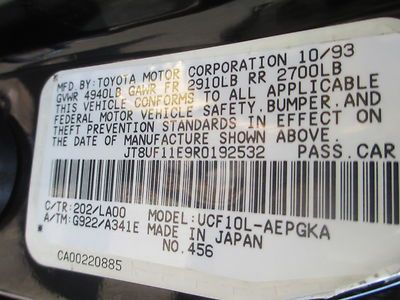 MFD BY:TOYOTA MOTOR CORPORATION 10/93
GVWR 4940LB GAWR FR 2910LB RR 2700LB
THIS VEHICLE CONFORMS TO ALL APPLICABLE
FEDERAL MOTOR VEHICLE SAFETY.BUMPER.AND
THEFT PREVENTION STANDARDS IN EFFECT ON
THE DATE OF MANUFACTURE SHOWN ABOVE.
JT8UF11E9R0192532 PASS.CAR
C/TR:202/LA00 MODEL:UCF10L-AEPGKA
A/TM:G922/A341E MADE IN JAPAN
NO.456
CA00220885